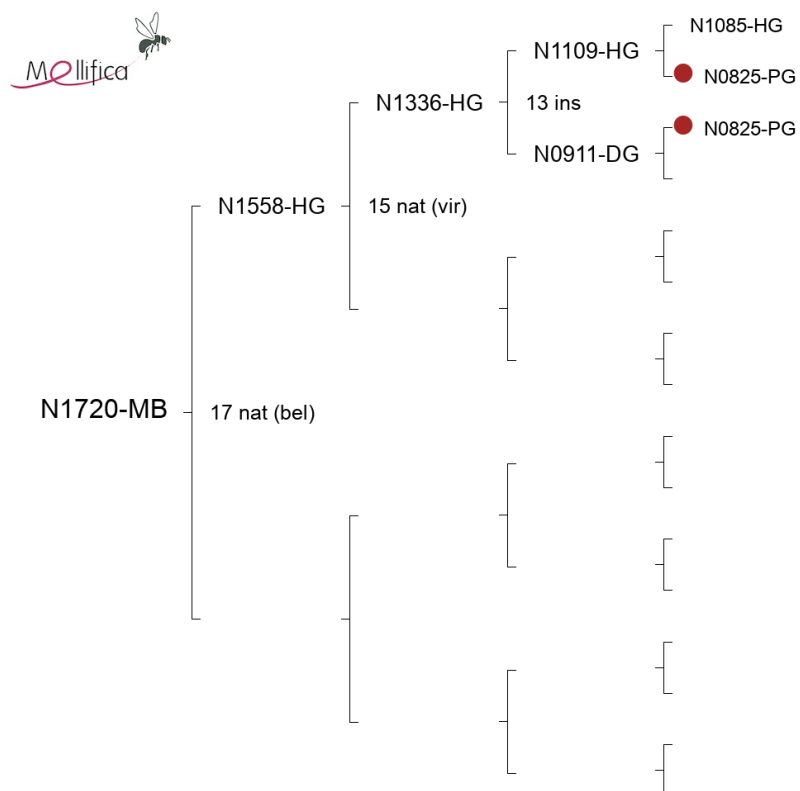 Mellifica
N1085-HG
N1109-HG
N0825-PG
N1336-HG
13 ins
N0825-PG
N0911-DG
N1558-HG
15 nat (vir)
N1720-MB
17 nat (bel)